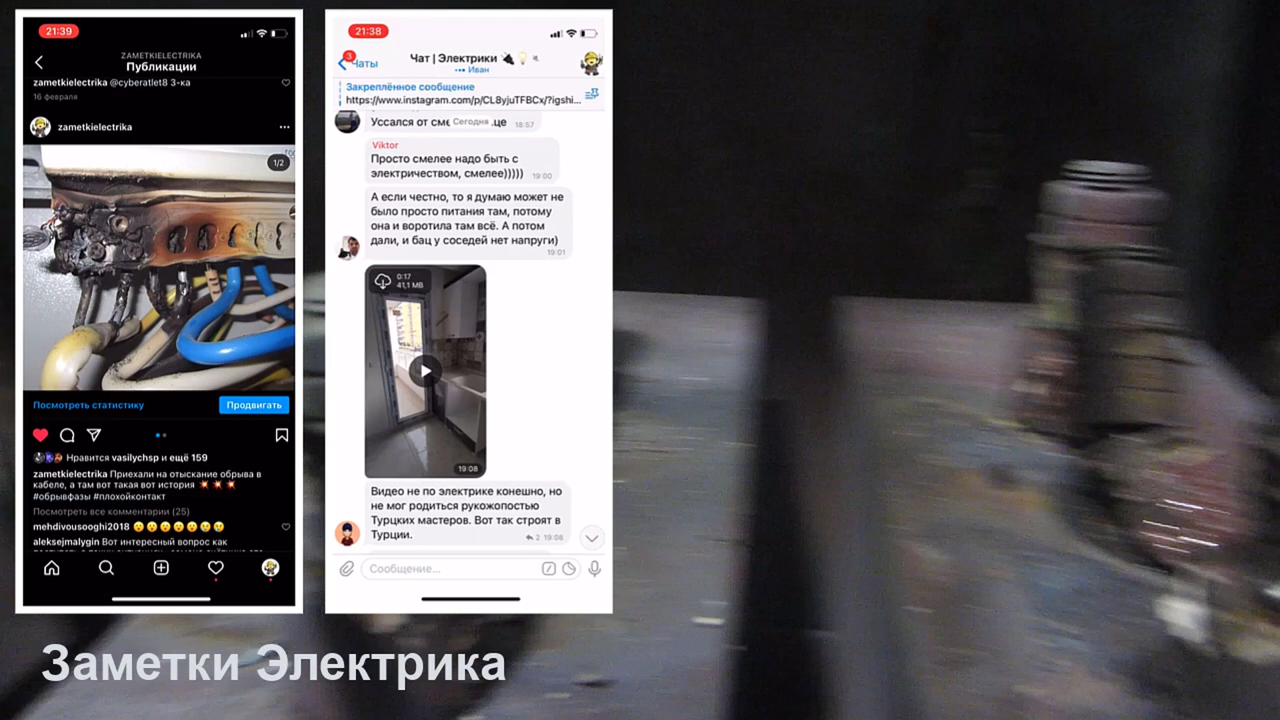 21:39
ZAMETKIELECTRIKA
Публикации
zametkielectrika @cyberatlet8 3-ка
16 февраля
zametkielectrika
1/2
Посмотреть статистику
Продвигать
Нравится vasilychsp и ещё 159
zametkielectrika Приехали на отыскание обрыва в
кабеле, а там вот такая вот история 💥💥💥
#обрывфазы #плохойконтакт
Посмотреть все комментарии (25)
mehdivousooghi2018 😮😮😮😮😮😢😢
aleksejmalygin Вот интересный вопрос как
21:38
3
Чаты
Чат | Электрики 🔌💡
••• Иван
Закреплённое сообщение
https://www.instagram.com/p/CL8yjuTFBCx/?igshi...
Уссался от сме
Сегодня
.це
18:57
Viktor
Просто смелее надо быть с
электричеством, смелее)))))
19:00
А если честно, то я думаю может не
было просто питания там, потому
она и воротила там всё. А потом
дали, и бац у соседей нет напруги)
19:01
0:17
41,1 MB
19:08
Видео не по электрике конешно, но
не мог родиться рукожопостью
Турцких мастеров. Вот так строят в
Турции.
2 19:08
Сообщение...
Заметки Электрика